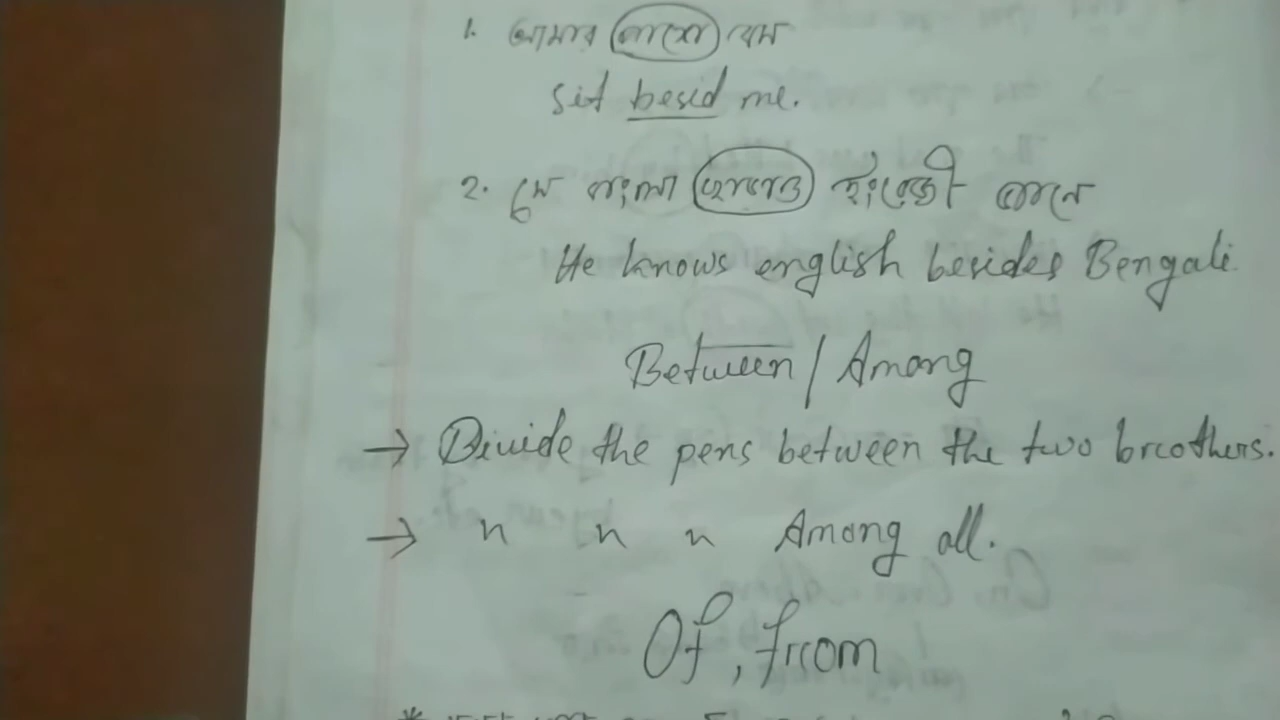 1. আমার পাশে বস
sit besid me.
2. সে বাংলা ছাড়াও ইংরেজী জানে
He knows english besides Bengali.
Between / Among
→ Divide the pens between the two brothers.
→ " " " Among all.
Of, from